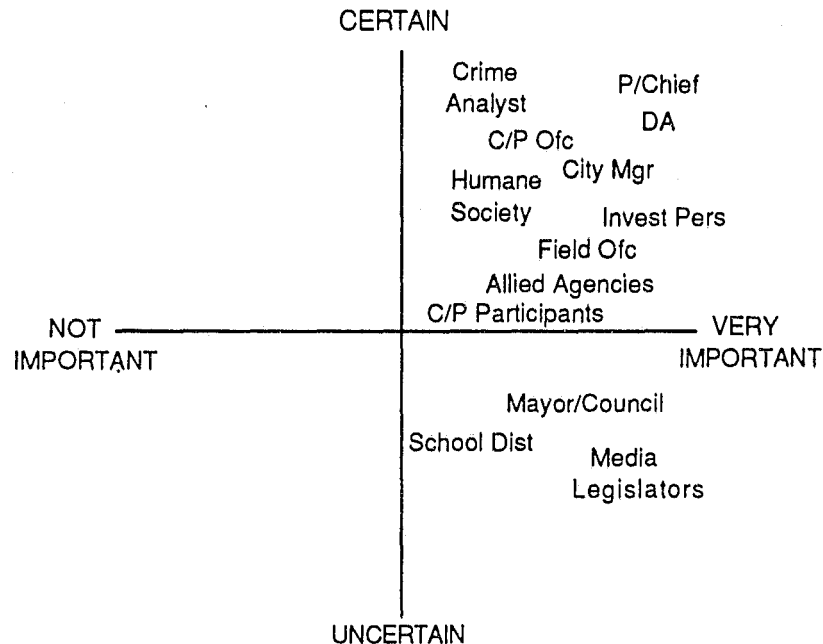 CERTAIN
Crime
Analyst
P/Chief
DA
C/P Ofc
City Mgr
Humane
Society
Invest Pers
Field Ofc
Allied Agencies
C/P Participants
NOT
IMPORTANT
VERY
IMPORTANT
Mayor/Council
School Dist
Media
Legislators
UNCERTAIN